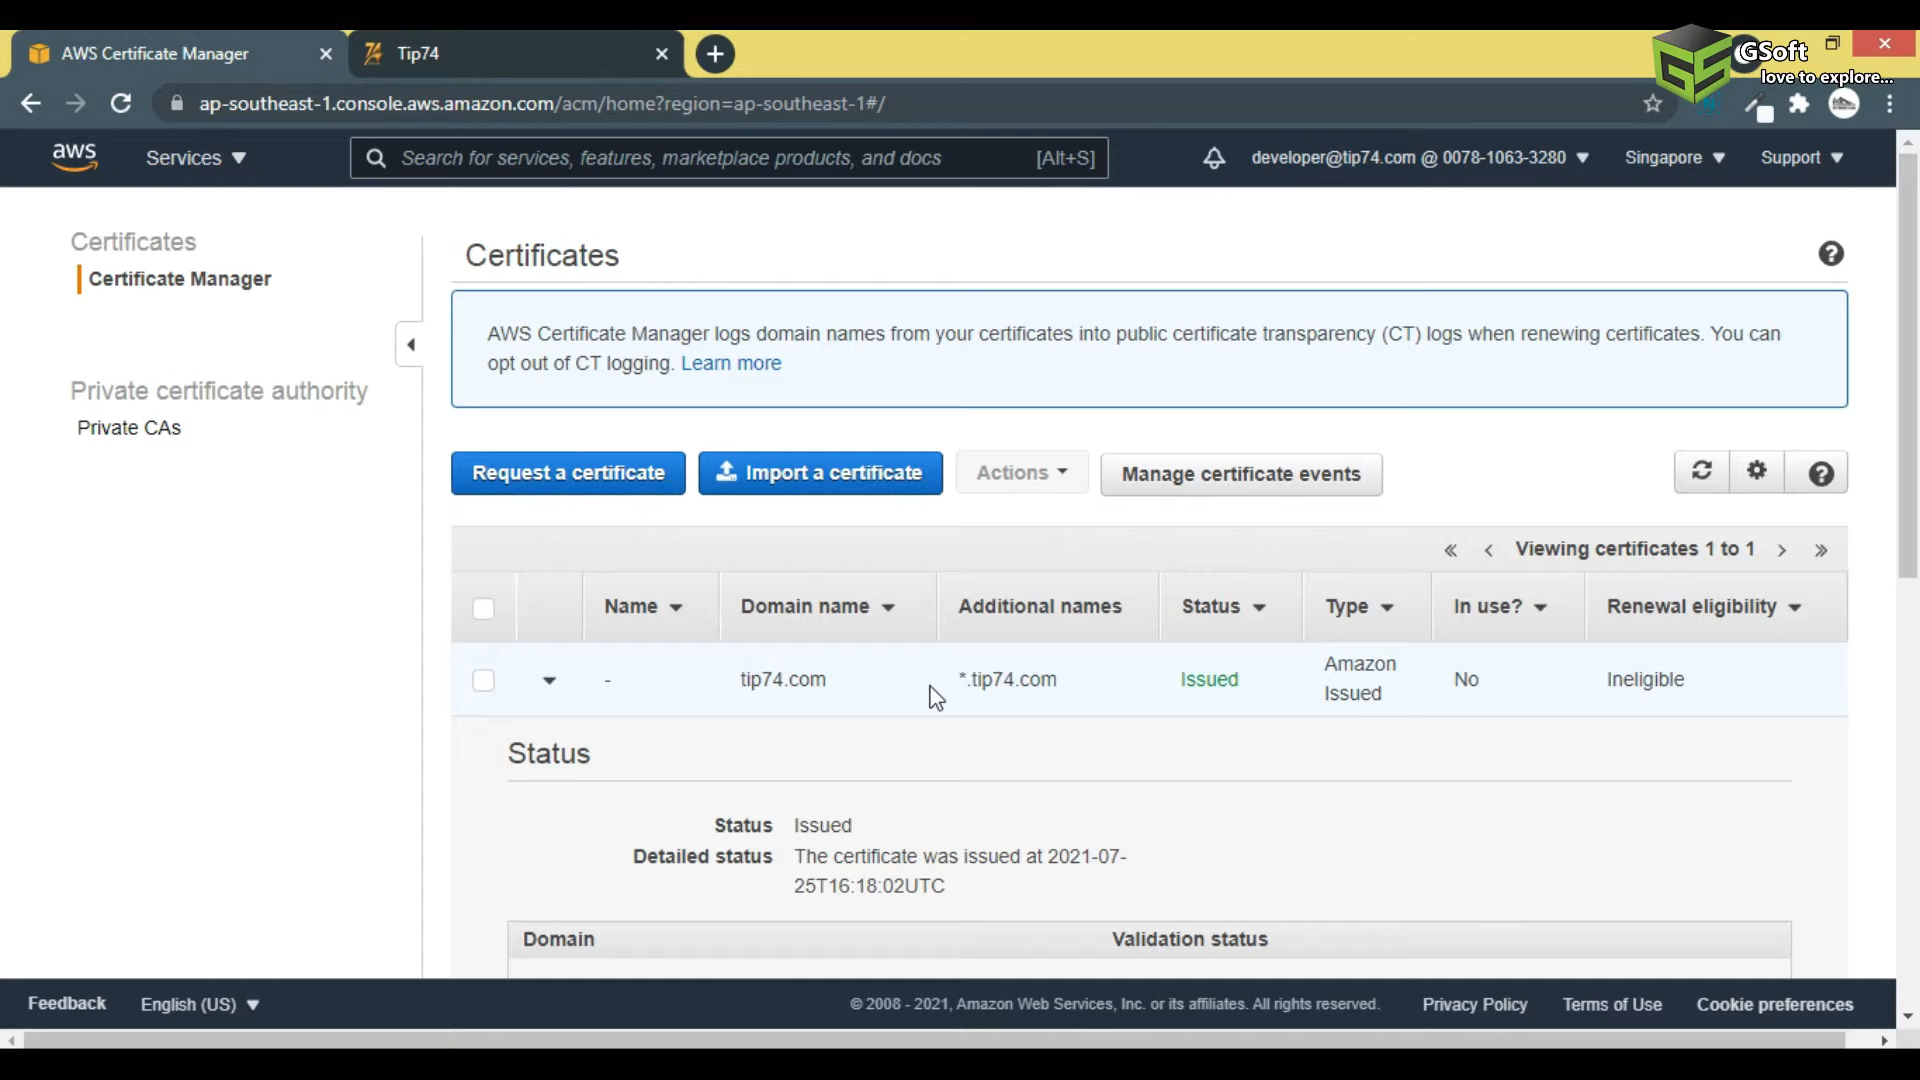 AWS Certificate Manager
Tip74
GSoft
love to explore...
ap-southeast-1.console.aws.amazon.com/acm/home?region=ap-southeast-1#/
aws
Services
Search for services, features, marketplace products, and docs
[Alt+S]
developer@tip74.com @ 0078-1063-3280
Singapore
Support
Certificates
Certificate Manager
Private certificate authority
Private CAs
Certificates
AWS Certificate Manager logs domain names from your certificates into public certificate transparency (CT) logs when renewing certificates. You can
opt out of CT logging. Learn more
Request a certificate
Import a certificate
Actions
Manage certificate events
« ‹ Viewing certificates 1 to 1 › »
Name
Domain name
Additional names
Status
Type
In use?
Renewal eligibility
-
tip74.com
*.tip74.com
Issued
Amazon
Issued
No
Ineligible
Status
Status Issued
Detailed status The certificate was issued at 2021-07-
25T16:18:02UTC
Domain
Validation status
Feedback
English (US)
© 2008 - 2021, Amazon Web Services, Inc. or its affiliates. All rights reserved.
Privacy Policy
Terms of Use
Cookie preferences